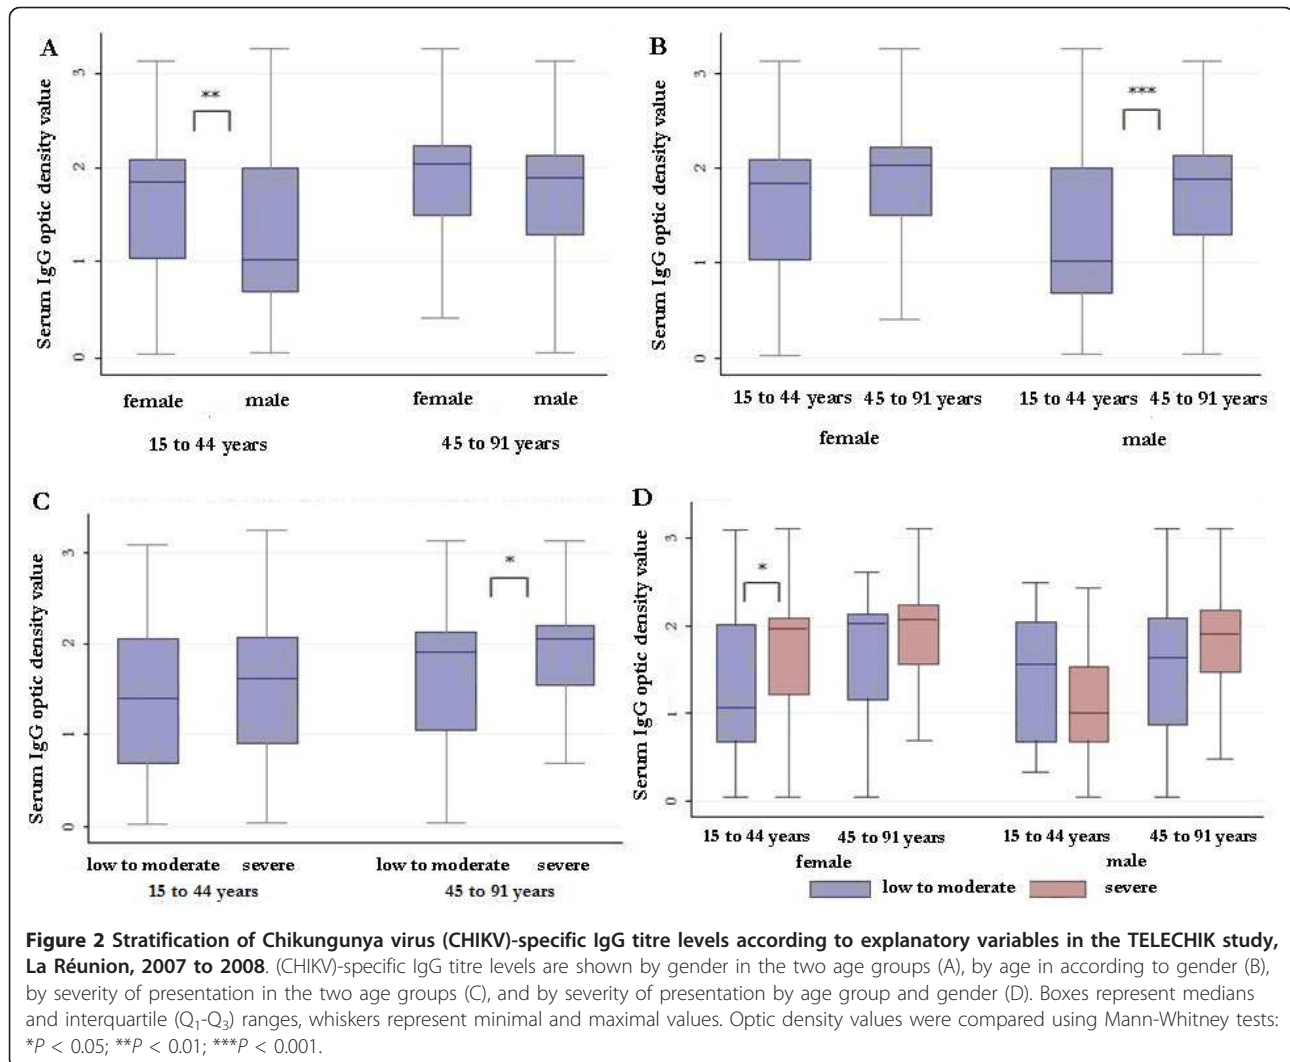 A
Serum IgG optic density value
3
2
1
0
**
female male female male
15 to 44 years 45 to 91 years
B
Serum IgG optic density value
3
2
1
0
***
15 to 44 years 45 to 91 years 15 to 44 years 45 to 91 years
female male
C
Serum IgG optic density value
3
2
1
0
*
low to moderate severe low to moderate severe
15 to 44 years 45 to 91 years
D
Serum IgG optic density value
3
2
1
0
*
15 to 44 years 45 to 91 years 15 to 44 years 45 to 91 years
female male
low to moderate severe
Figure 2 Stratification of Chikungunya virus (CHIKV)-specific IgG titre levels according to explanatory variables in the TELECHIK study,
La Réunion, 2007 to 2008. (CHIKV)-specific IgG titre levels are shown by gender in the two age groups (A), by age in according to gender (B),
by severity of presentation in the two age groups (C), and by severity of presentation by age group and gender (D). Boxes represent medians
and interquartile (Q₁-Q₃) ranges, whiskers represent minimal and maximal values. Optic density values were compared using Mann-Whitney tests:
*P < 0.05; **P < 0.01; ***P < 0.001.